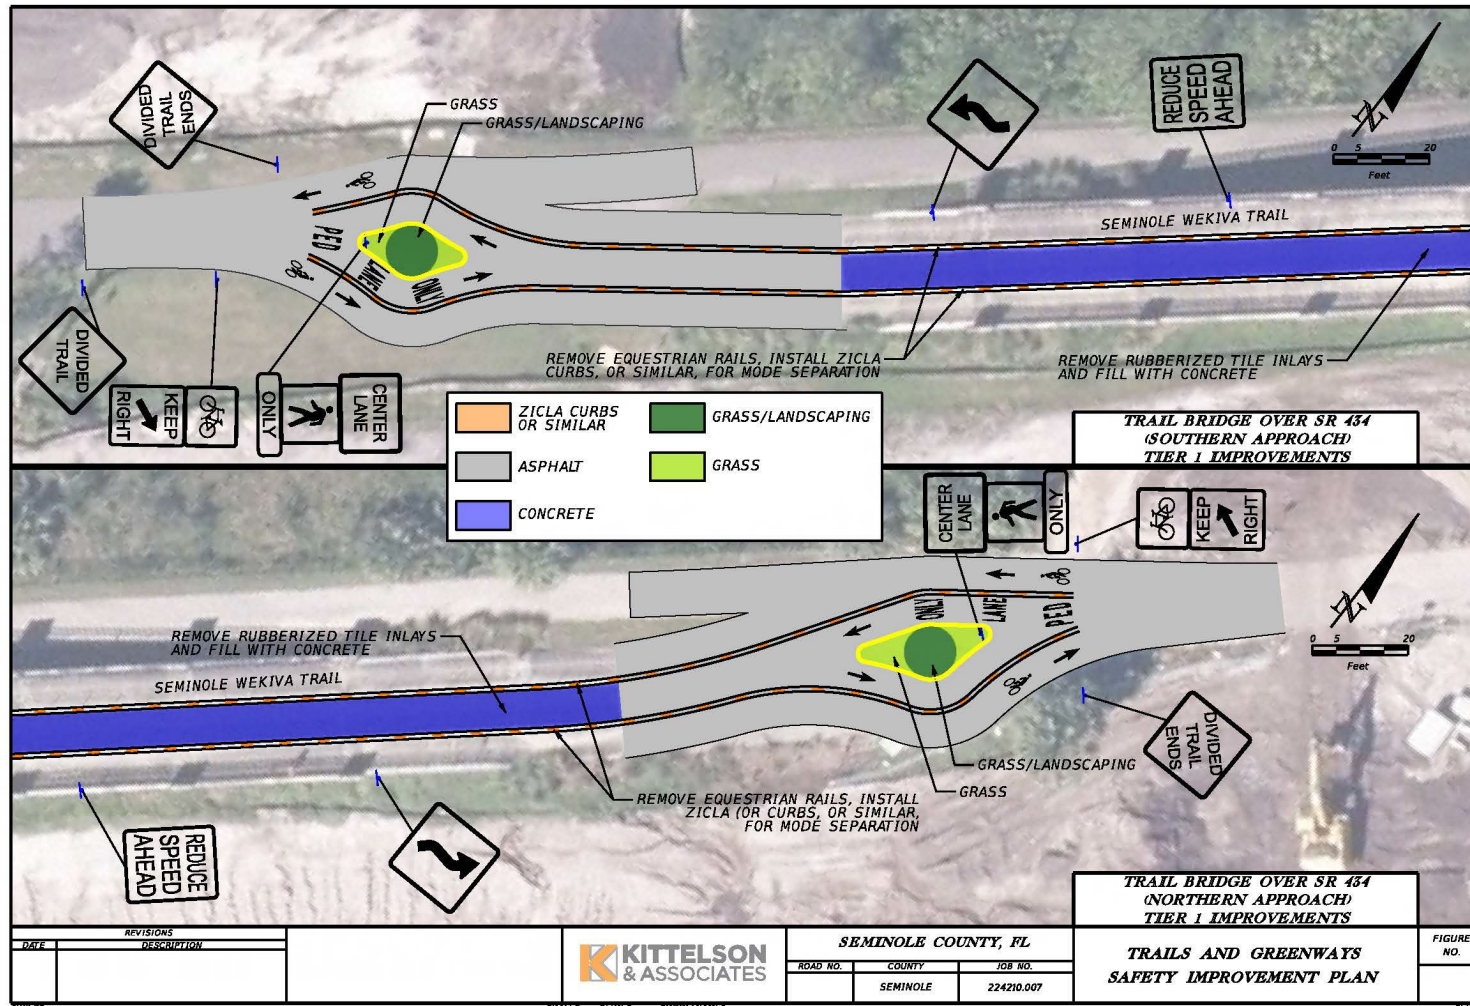 DIVIDED
TRAIL
ENDS
GRASS
GRASS/LANDSCAPING
REDUCE
SPEED
AHEAD
N
0 5 20
Feet
SEMINOLE WEKIVA TRAIL
PED
LANE
ONLY
DIVIDED
TRAIL
KEEP
RIGHT
ONLY
CENTER
LANE
REMOVE EQUESTRIAN RAILS, INSTALL ZICLA
CURBS, OR SIMILAR, FOR MODE SEPARATION
REMOVE RUBBERIZED TILE INLAYS
AND FILL WITH CONCRETE
TRAIL BRIDGE OVER SR 434
(SOUTHERN APPROACH)
TIER 1 IMPROVEMENTS
ZICLA CURBS
OR SIMILAR
GRASS/LANDSCAPING
ASPHALT
GRASS
CONCRETE
CENTER
LANE
ONLY
KEEP
RIGHT
N
0 5 20
Feet
ONLY
LANE
PED
REMOVE RUBBERIZED TILE INLAYS
AND FILL WITH CONCRETE
SEMINOLE WEKIVA TRAIL
DIVIDED
TRAIL
ENDS
GRASS/LANDSCAPING
GRASS
REMOVE EQUESTRIAN RAILS, INSTALL
ZICLA (OR CURBS, OR SIMILAR,
FOR MODE SEPARATION
REDUCE
SPEED
AHEAD
TRAIL BRIDGE OVER SR 434
(NORTHERN APPROACH)
TIER 1 IMPROVEMENTS
REVISIONS
DATE DESCRIPTION
KITTELSON
& ASSOCIATES
SEMINOLE COUNTY, FL
ROAD NO. COUNTY JOB NO.
SEMINOLE 224210.007
TRAILS AND GREENWAYS
SAFETY IMPROVEMENT PLAN
FIGURE
NO.